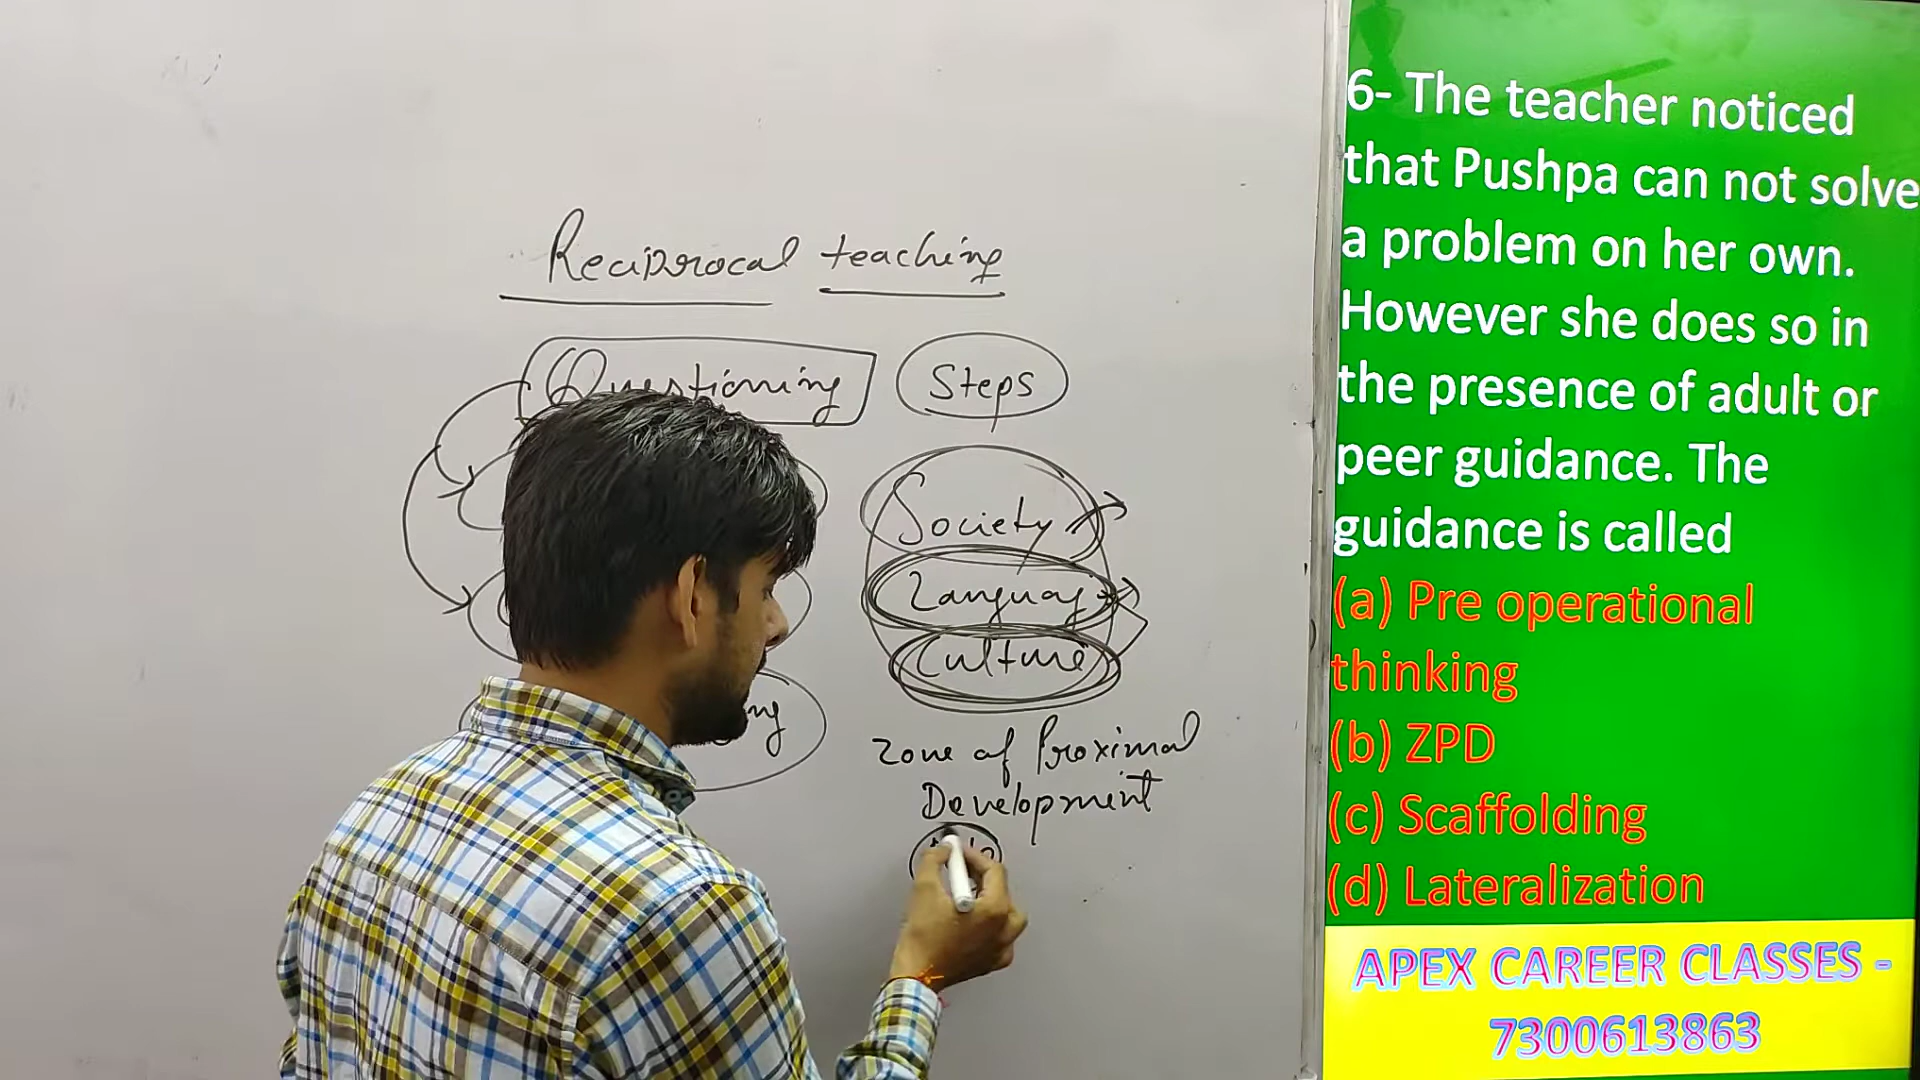 Reciprocal teaching
Questioning
Steps
Society
Language
Culture
Zone of Proximal
Development
6- The teacher noticed
that Pushpa can not solve
a problem on her own.
However she does so in
the presence of adult or
peer guidance. The
guidance is called
(a) Pre operational
thinking
(b) ZPD
(c) Scaffolding
(d) Lateralization
APEX CAREER CLASSES -
7300613863